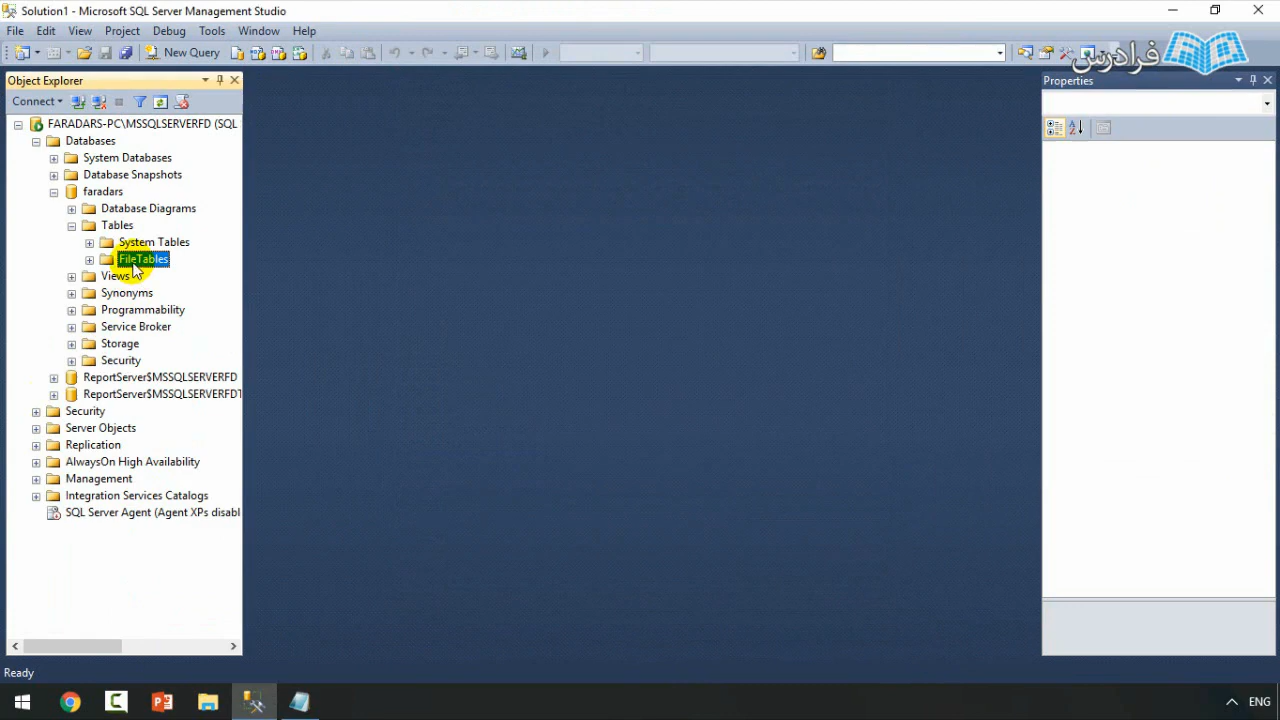 Solution1 - Microsoft SQL Server Management Studio
File Edit View Project Debug Tools Window Help
New Query
فرادرس
Object Explorer
Connect
FARADARS-PC\MSSQLSERVERFD (SQL
Databases
System Databases
Database Snapshots
faradars
Database Diagrams
Tables
System Tables
FileTables
Views
Synonyms
Programmability
Service Broker
Storage
Security
ReportServer$MSSQLSERVERFD
ReportServer$MSSQLSERVERFDT
Security
Server Objects
Replication
AlwaysOn High Availability
Management
Integration Services Catalogs
SQL Server Agent (Agent XPs disabl
Properties
Ready
ENG